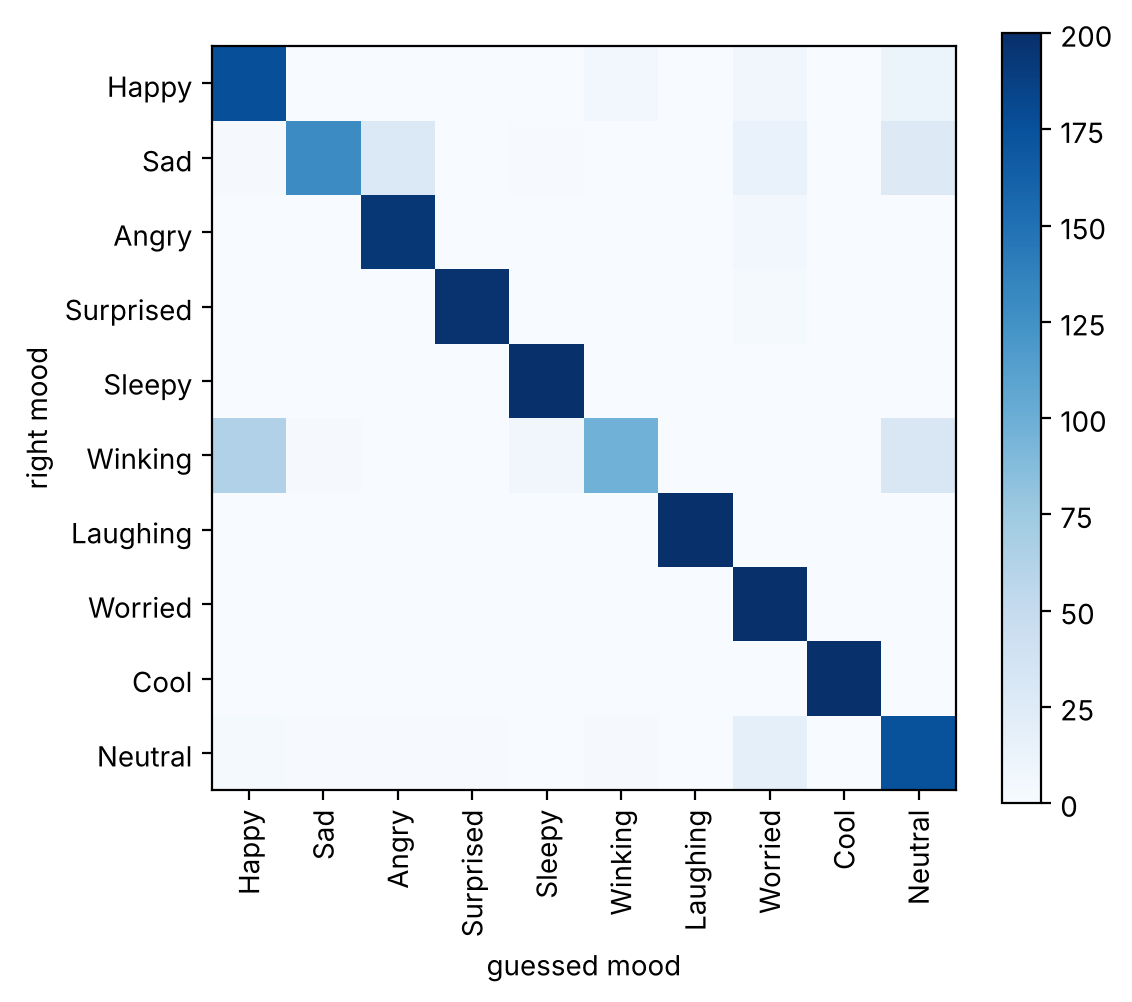 Happy
Sad
Angry
Surprised
Sleepy
Winking
Laughing
Worried
Cool
Neutral
right mood
Happy
Sad
Angry
Surprised
Sleepy
Winking
Laughing
Worried
Cool
Neutral
guessed mood
200
175
150
125
100
75
50
25
0